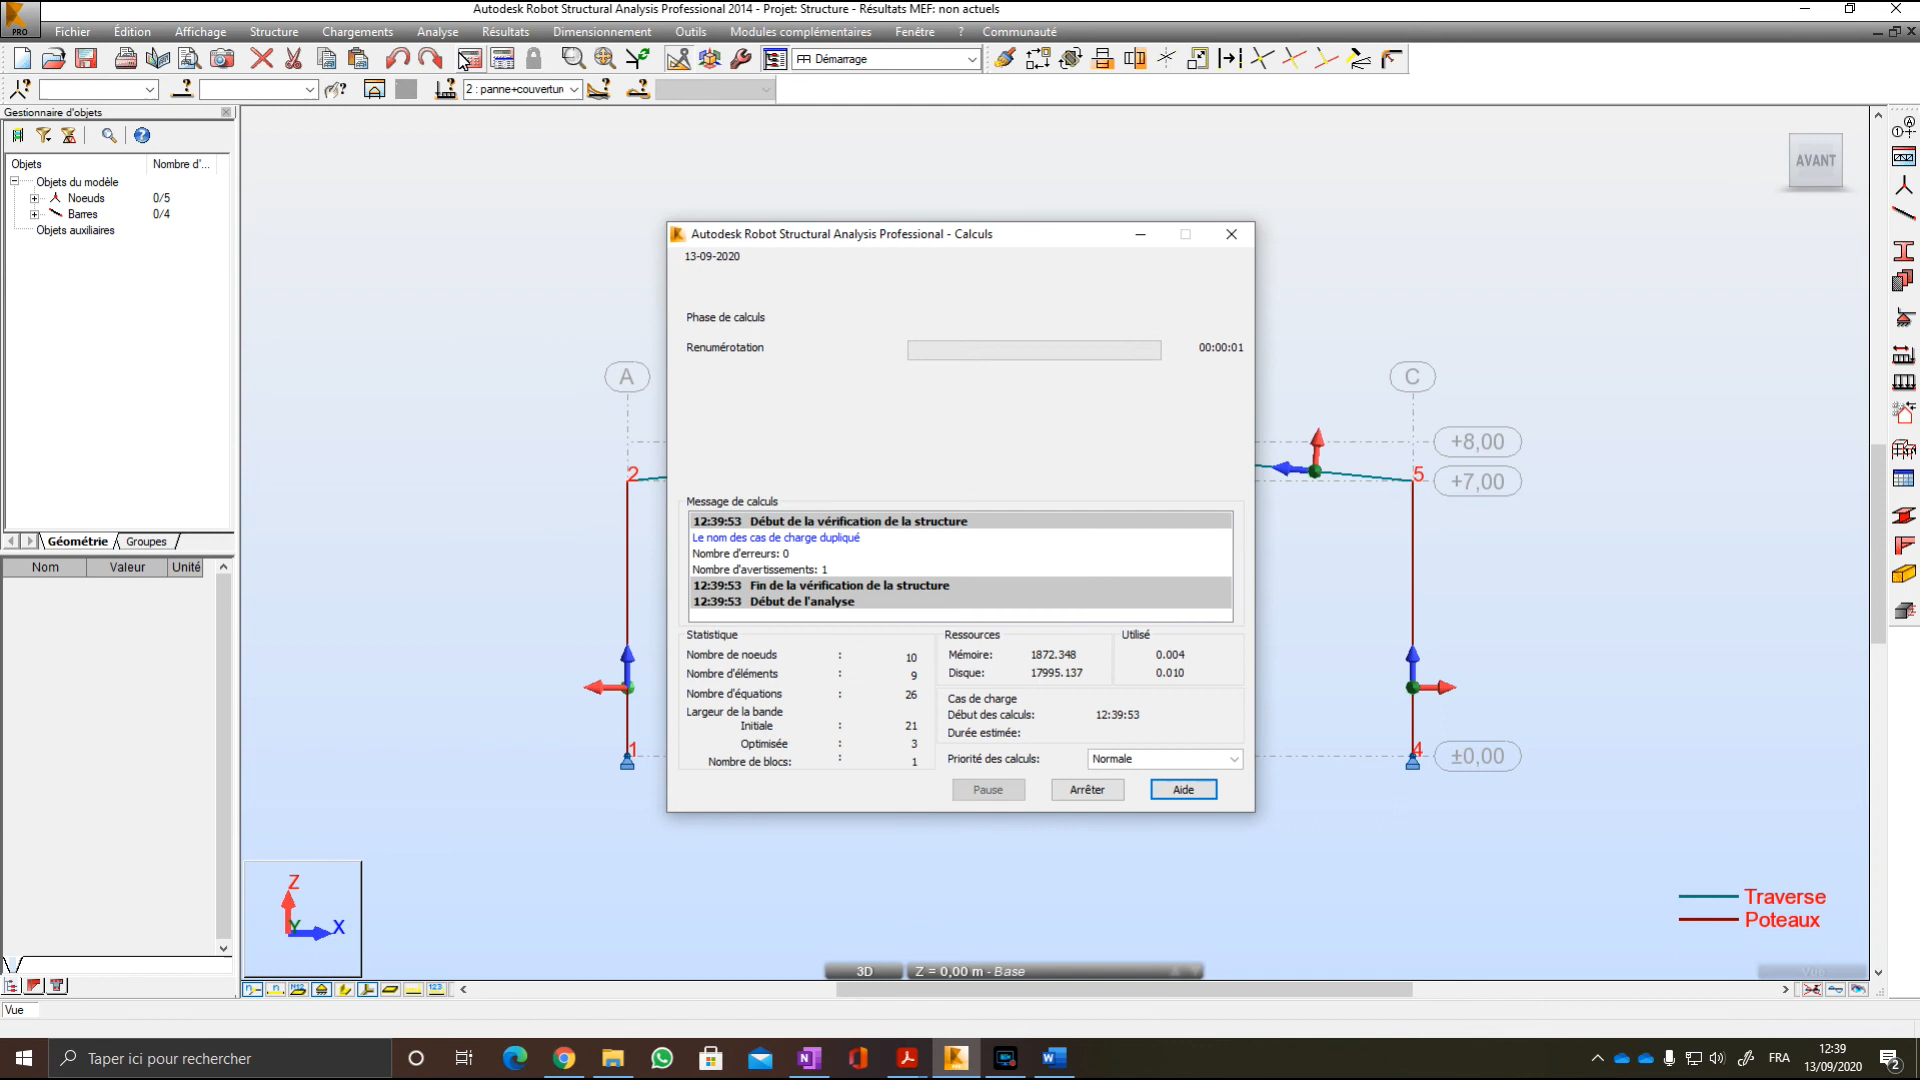 Autodesk Robot Structural Analysis Professional 2014 - Projet: Structure - Résultats MEF: non actuels
PRO
Fichier Édition Affichage Structure Chargements Analyse Résultats Dimensionnement Outils Modules complémentaires Fenêtre ? Communauté
Démarrage
2 : panne+couvertur
Gestionnaire d'objets
Objets Nombre d'...
Objets du modèle
Noeuds 0/5
Barres 0/4
Objets auxiliaires
Géométrie Groupes
Nom Valeur Unité
AVANT
Autodesk Robot Structural Analysis Professional - Calculs
13-09-2020
Phase de calculs
Renumérotation 00:00:01
Message de calculs
12:39:53 Début de la vérification de la structure
Le nom des cas de charge dupliqué
Nombre d'erreurs: 0
Nombre d'avertissements: 1
12:39:53 Fin de la vérification de la structure
12:39:53 Début de l'analyse
Statistique
Nombre de noeuds : 10
Nombre d'éléments : 9
Nombre d'équations : 26
Largeur de la bande
Initiale : 21
Optimisée : 3
Nombre de blocs: : 1
Ressources Utilisé
Mémoire: 1872.348 0.004
Disque: 17995.137 0.010
Cas de charge
Début des calculs: 12:39:53
Durée estimée:
Priorité des calculs: Normale
Pause Arrêter Aide
A
C
+8,00
2
5
+7,00
1
4
±0,00
Z
Y
X
Traverse
Poteaux
3D Z = 0,00 m - Base
Vue
Vue
Taper ici pour rechercher
FRA
12:39
13/09/2020
2